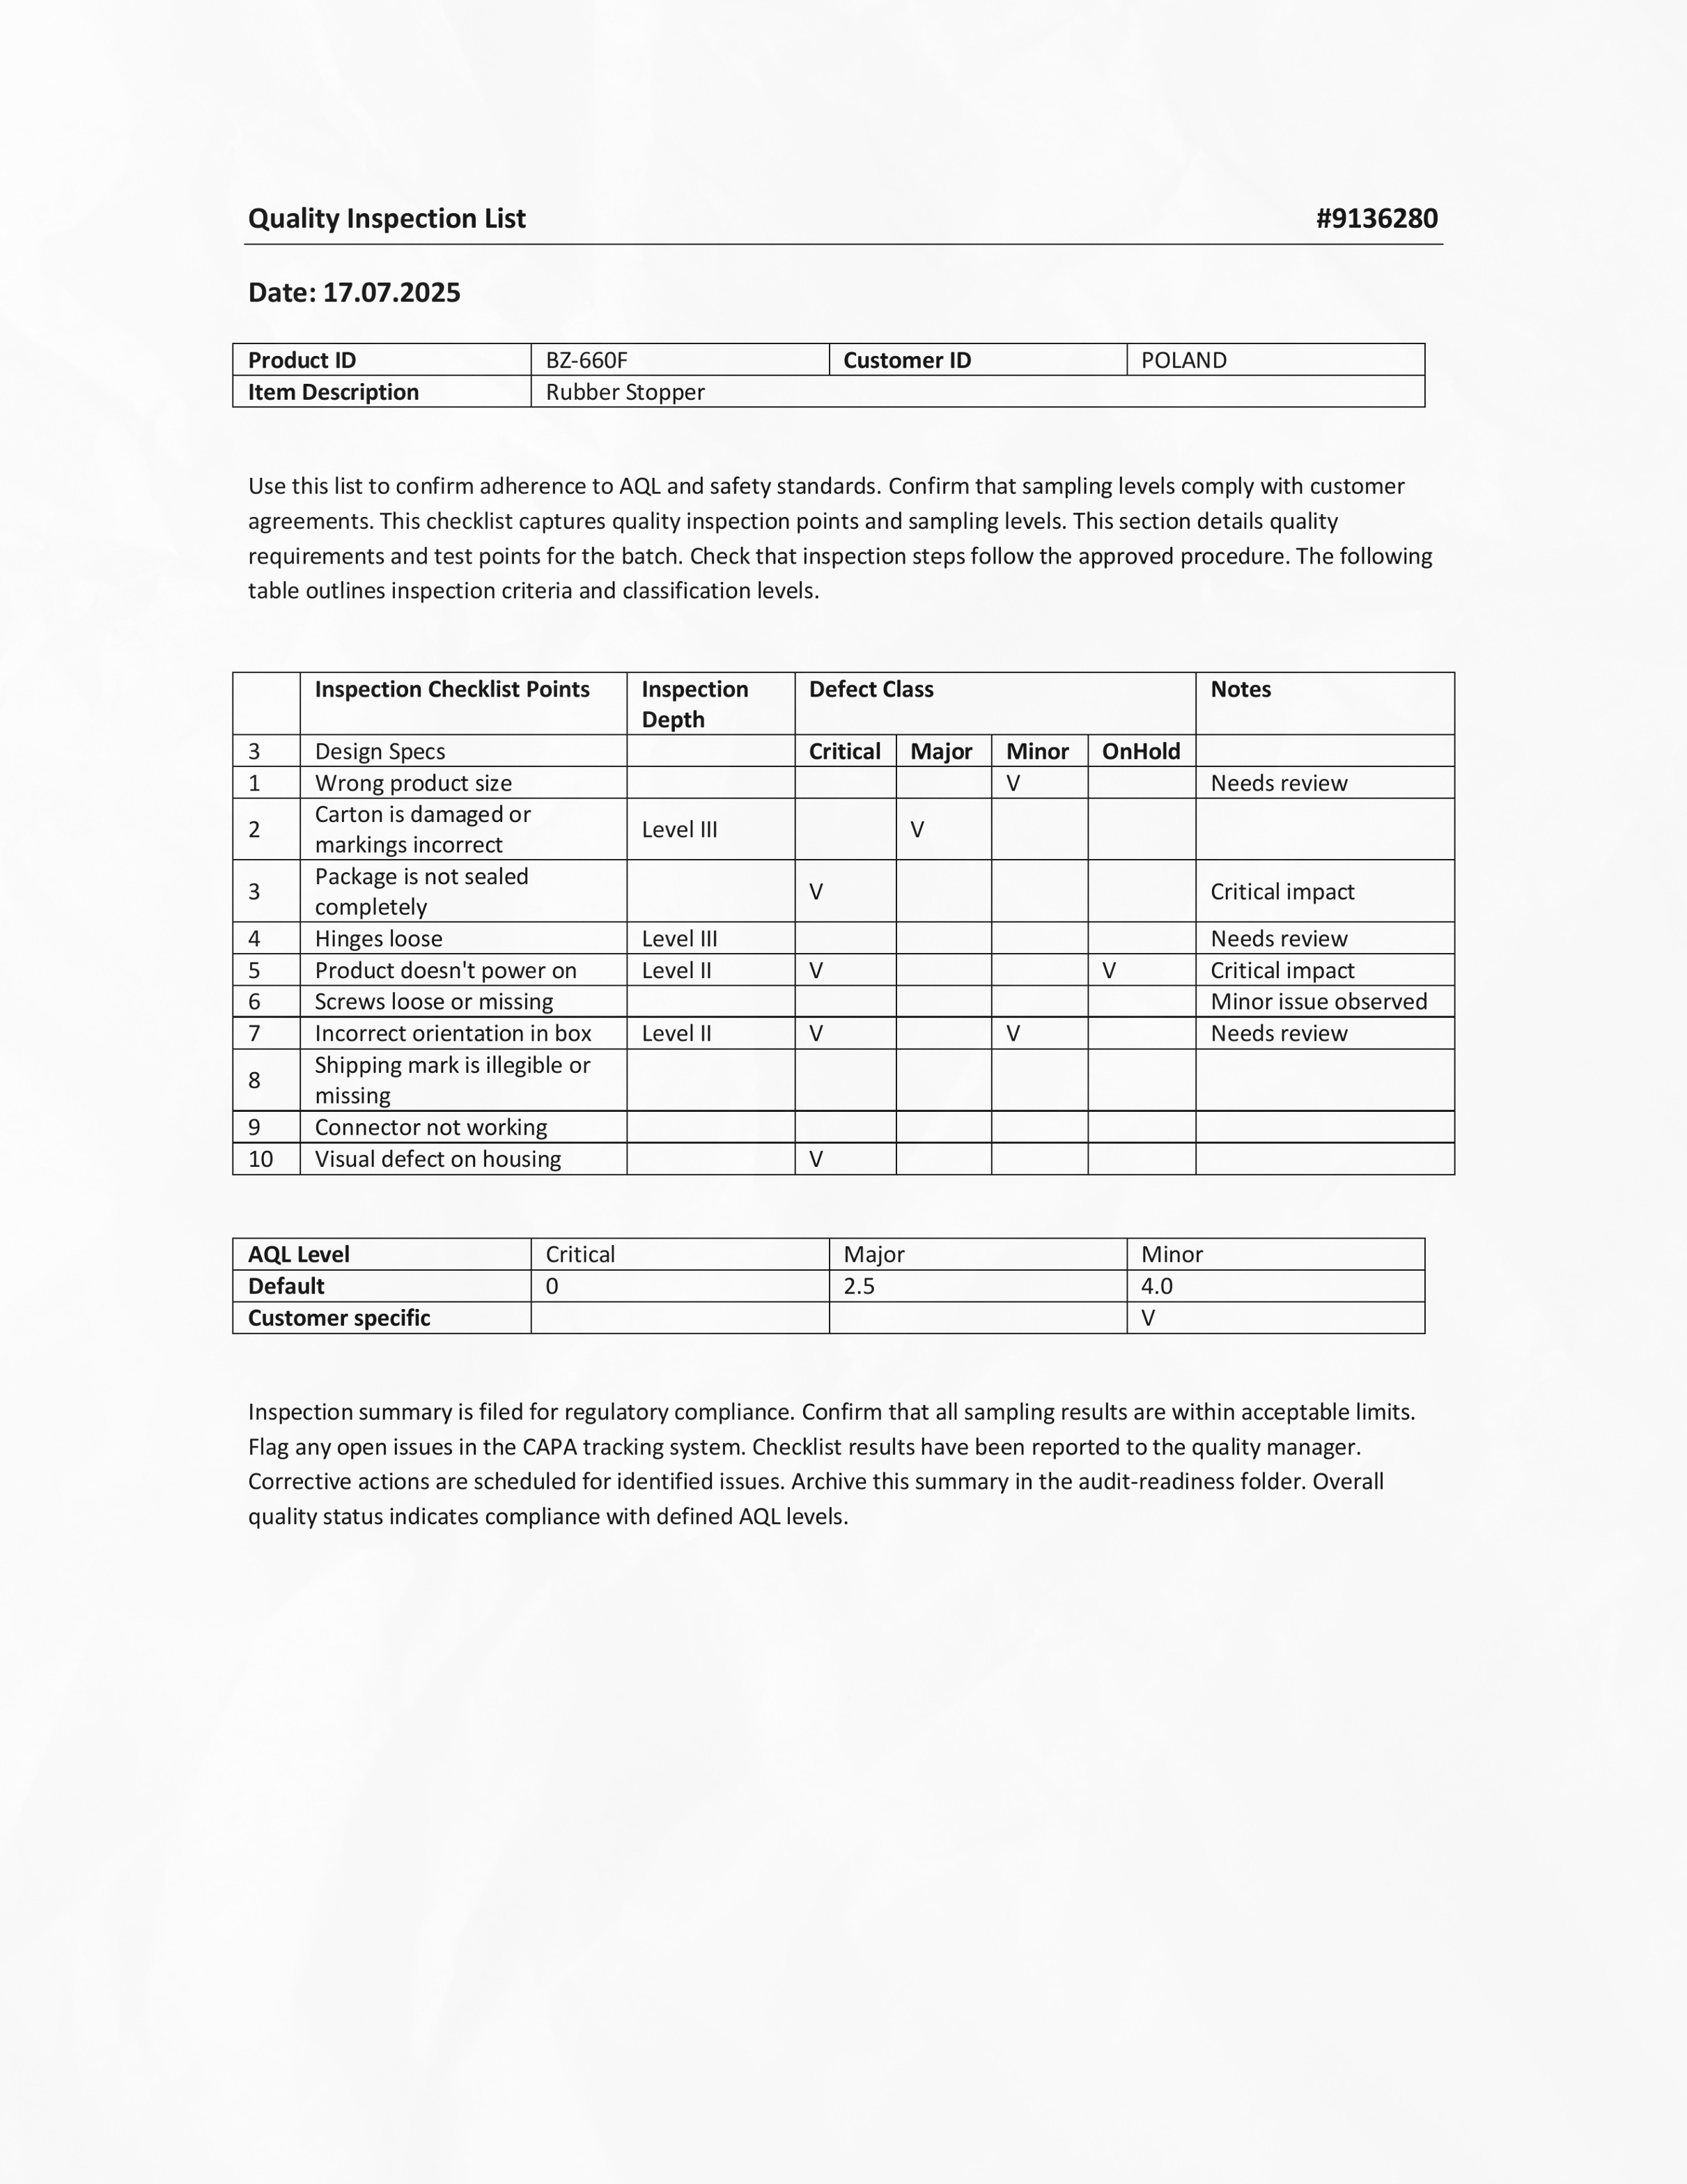 Quality Inspection List #9136280
Date: 17.07.2025
Product ID BZ-660F Customer ID POLAND
Item Description Rubber Stopper
Use this list to confirm adherence to AQL and safety standards. Confirm that sampling levels comply with customer
agreements. This checklist captures quality inspection points and sampling levels. This section details quality
requirements and test points for the batch. Check that inspection steps follow the approved procedure. The following
table outlines inspection criteria and classification levels.
Inspection Checklist Points Inspection Defect Class Notes
Depth
3 Design Specs Critical Major Minor OnHold
1 Wrong product size V Needs review
Carton is damaged or
2 Level III V
markings incorrect
Package is not sealed
3 V Critical impact
completely
4 Hinges loose Level III Needs review
5 Product doesn't power on Level II V V Critical impact
6 Screws loose or missing Minor issue observed
7 Incorrect orientation in box Level II V V Needs review
Shipping mark is illegible or
8
missing
9 Connector not working
10 Visual defect on housing V
AQL Level Critical Major Minor
Default 0 2.5 4.0
Customer specific V
Inspection summary is filed for regulatory compliance. Confirm that all sampling results are within acceptable limits.
Flag any open issues in the CAPA tracking system. Checklist results have been reported to the quality manager.
Corrective actions are scheduled for identified issues. Archive this summary in the audit-readiness folder. Overall
quality status indicates compliance with defined AQL levels.